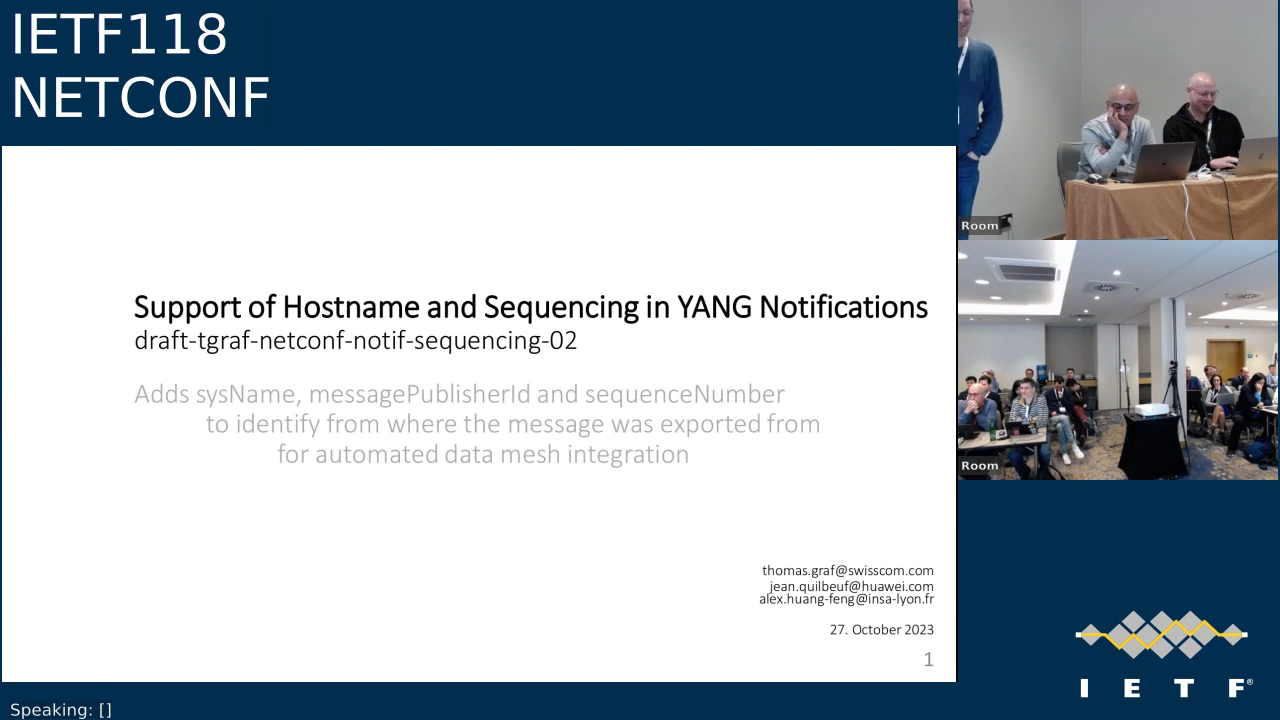 IETF118
NETCONF
Support of Hostname and Sequencing in YANG Notifications
draft-tgraf-netconf-notif-sequencing-02
Adds sysName, messagePublisherId and sequenceNumber
to identify from where the message was exported from
for automated data mesh integration
thomas.graf@swisscom.com
jean.quilbeuf@huawei.com
alex.huang-feng@insa-lyon.fr
27. October 2023
1
Room
Room
I E T F®
Speaking: []